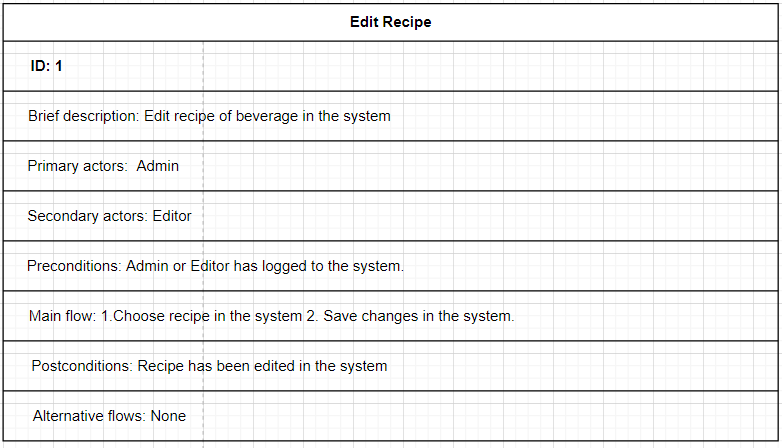 Edit Recipe
ID: 1
Brief description: Edit recipe of beverage in the system
Primary actors:  Admin
Secondary actors: Editor
Preconditions: Admin or Editor has logged to the system.
Main flow: 1.Choose recipe in the system 2. Save changes in the system.
Postconditions: Recipe has been edited in the system
Alternative flows: None